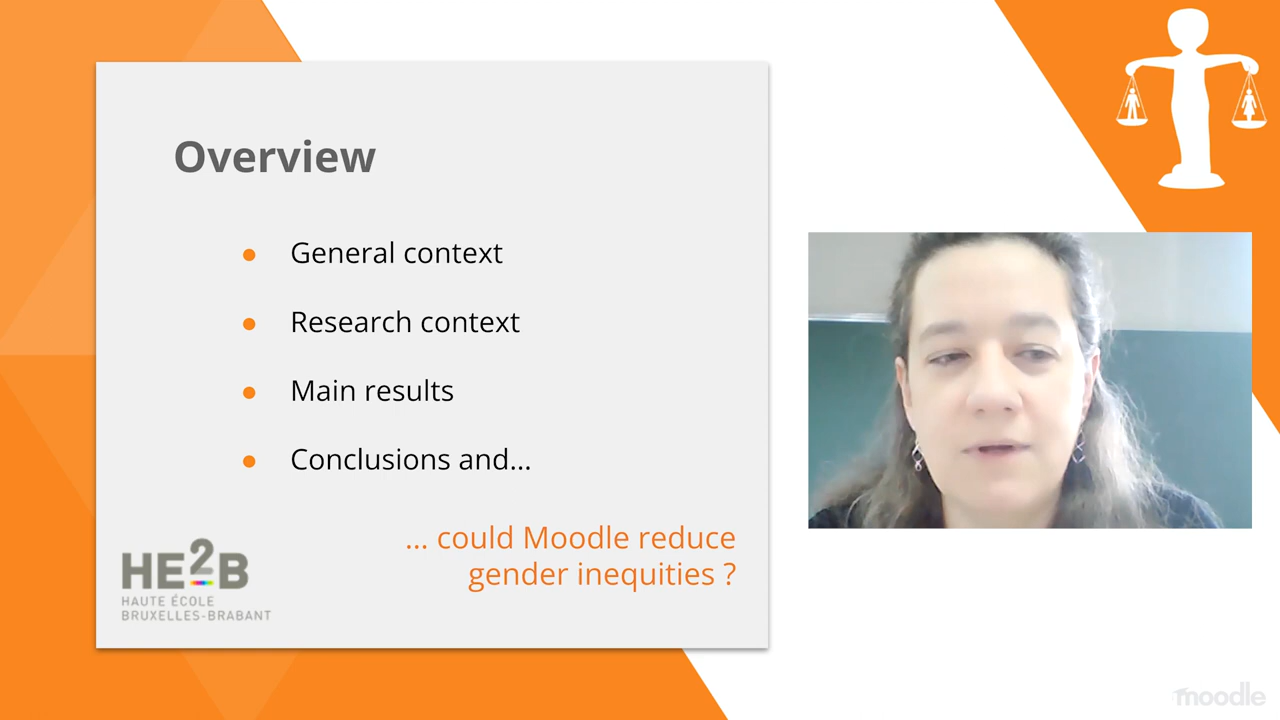 Overview
● General context
● Research context
● Main results
● Conclusions and...
... could Moodle reduce
gender inequities ?
HE2B
HAUTE ÉCOLE
BRUXELLES-BRABANT
moodle